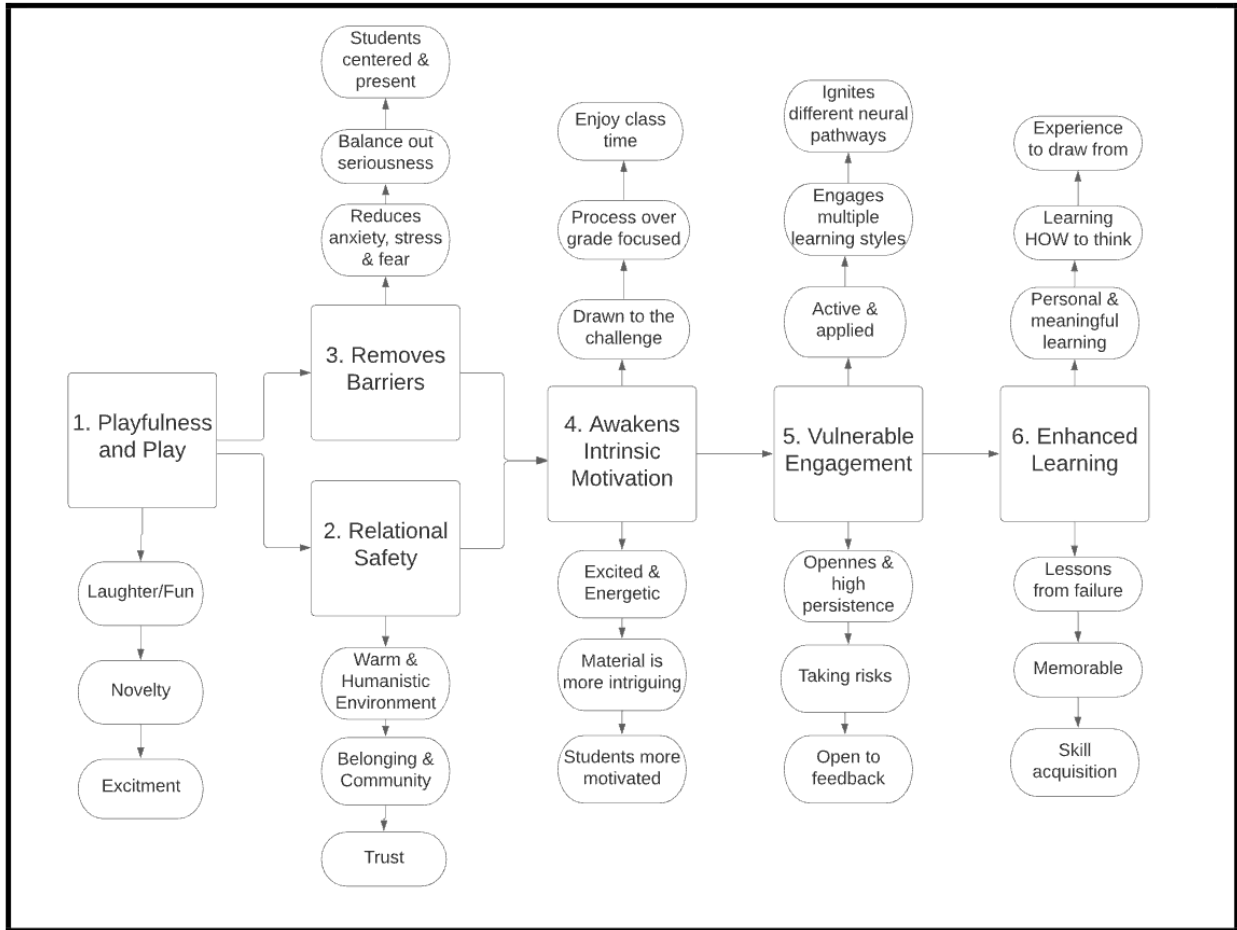 Students
centered &
present
Balance out
seriousness
Reduces
anxiety, stress
& fear
3. Removes
Barriers
1. Playfulness
and Play
Laughter/Fun
Novelty
Excitment
2. Relational
Safety
Warm &
Humanistic
Environment
Belonging &
Community
Trust
Enjoy class
time
Process over
grade focused
Drawn to the
challenge
4. Awakens
Intrinsic
Motivation
Excited &
Energetic
Material is
more intriguing
Students more
motivated
Ignites
different neural
pathways
Engages
multiple
learning styles
Active &
applied
5. Vulnerable
Engagement
Opennes &
high
persistence
Taking risks
Open to
feedback
Experience
to draw from
Learning
HOW to think
Personal &
meaningful
learning
6. Enhanced
Learning
Lessons
from failure
Memorable
Skill
acquisition